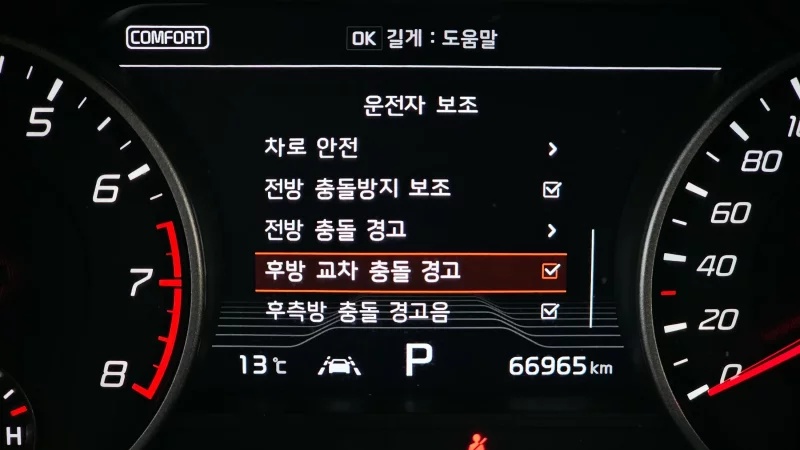 COMFORT
OK 길게 : 도움말
운전자 보조
차로 안전
전방 충돌방지 보조
전방 충돌 경고
후방 교차 충돌 경고
후측방 충돌 경고음
13℃ P 66965km
5
6
7
8
H
80
60
40
20
0